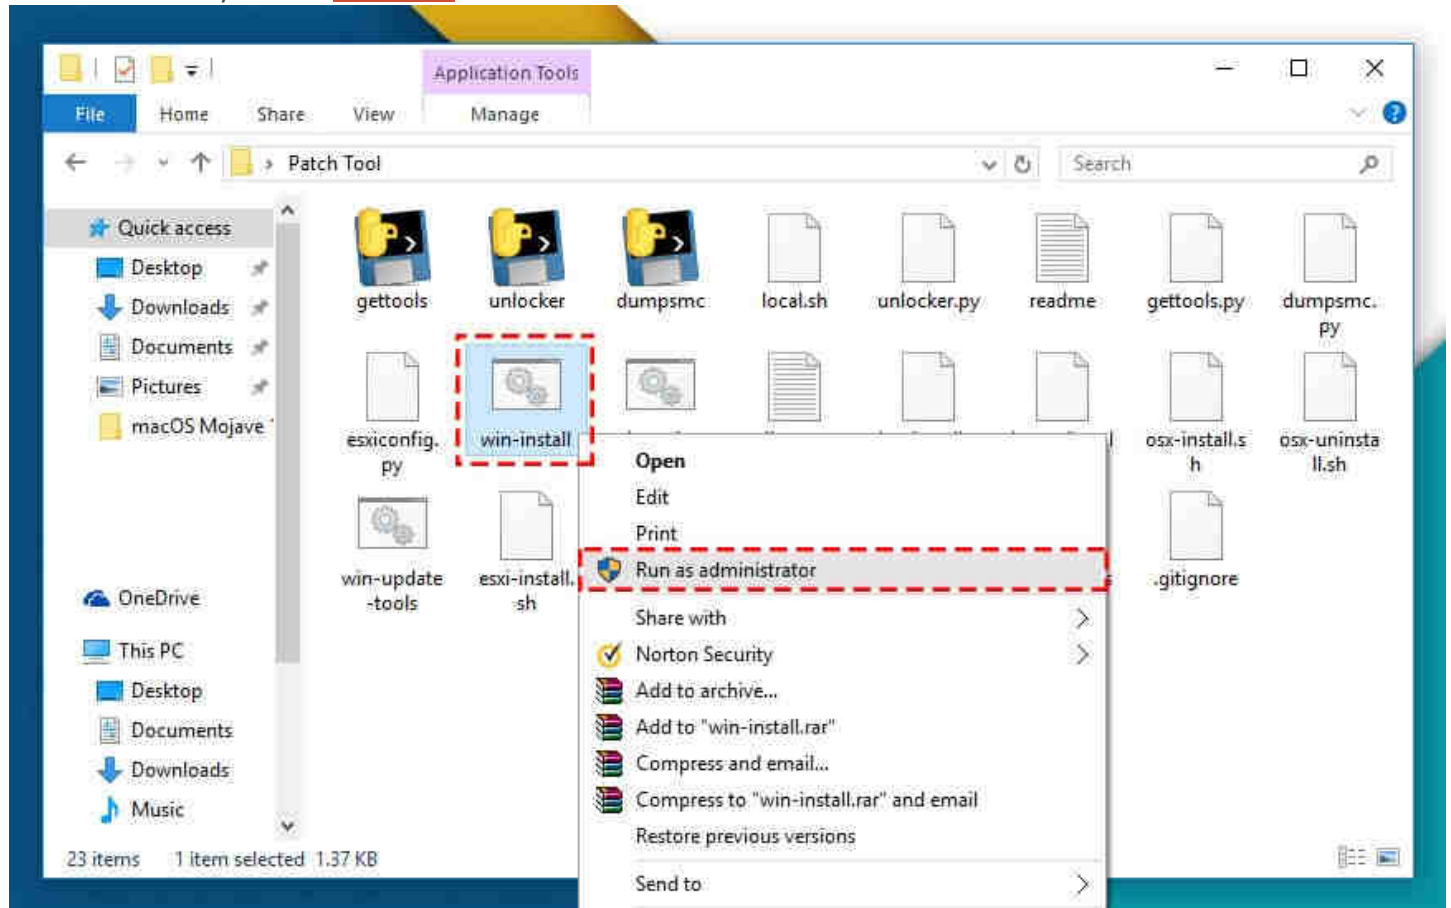 Application Tools
File Home Share View Manage
Patch Tool
Search
Quick access
Desktop
Downloads
Documents
Pictures
macOS Mojave
OneDrive
This PC
Desktop
Documents
Downloads
Music
gettools unlocker dumpsmc local.sh unlocker.py readme gettools.py dumpsmc.
py
esxiconfig.
py
win-install
osx-install.s
h
osx-uninsta
ll.sh
win-update
-tools
esxi-install.
sh
.gitignore
Open
Edit
Print
Run as administrator
Share with
Norton Security
Add to archive...
Add to "win-install.rar"
Compress and email...
Compress to "win-install.rar" and email
Restore previous versions
Send to
23 items 1 item selected 1.37 KB